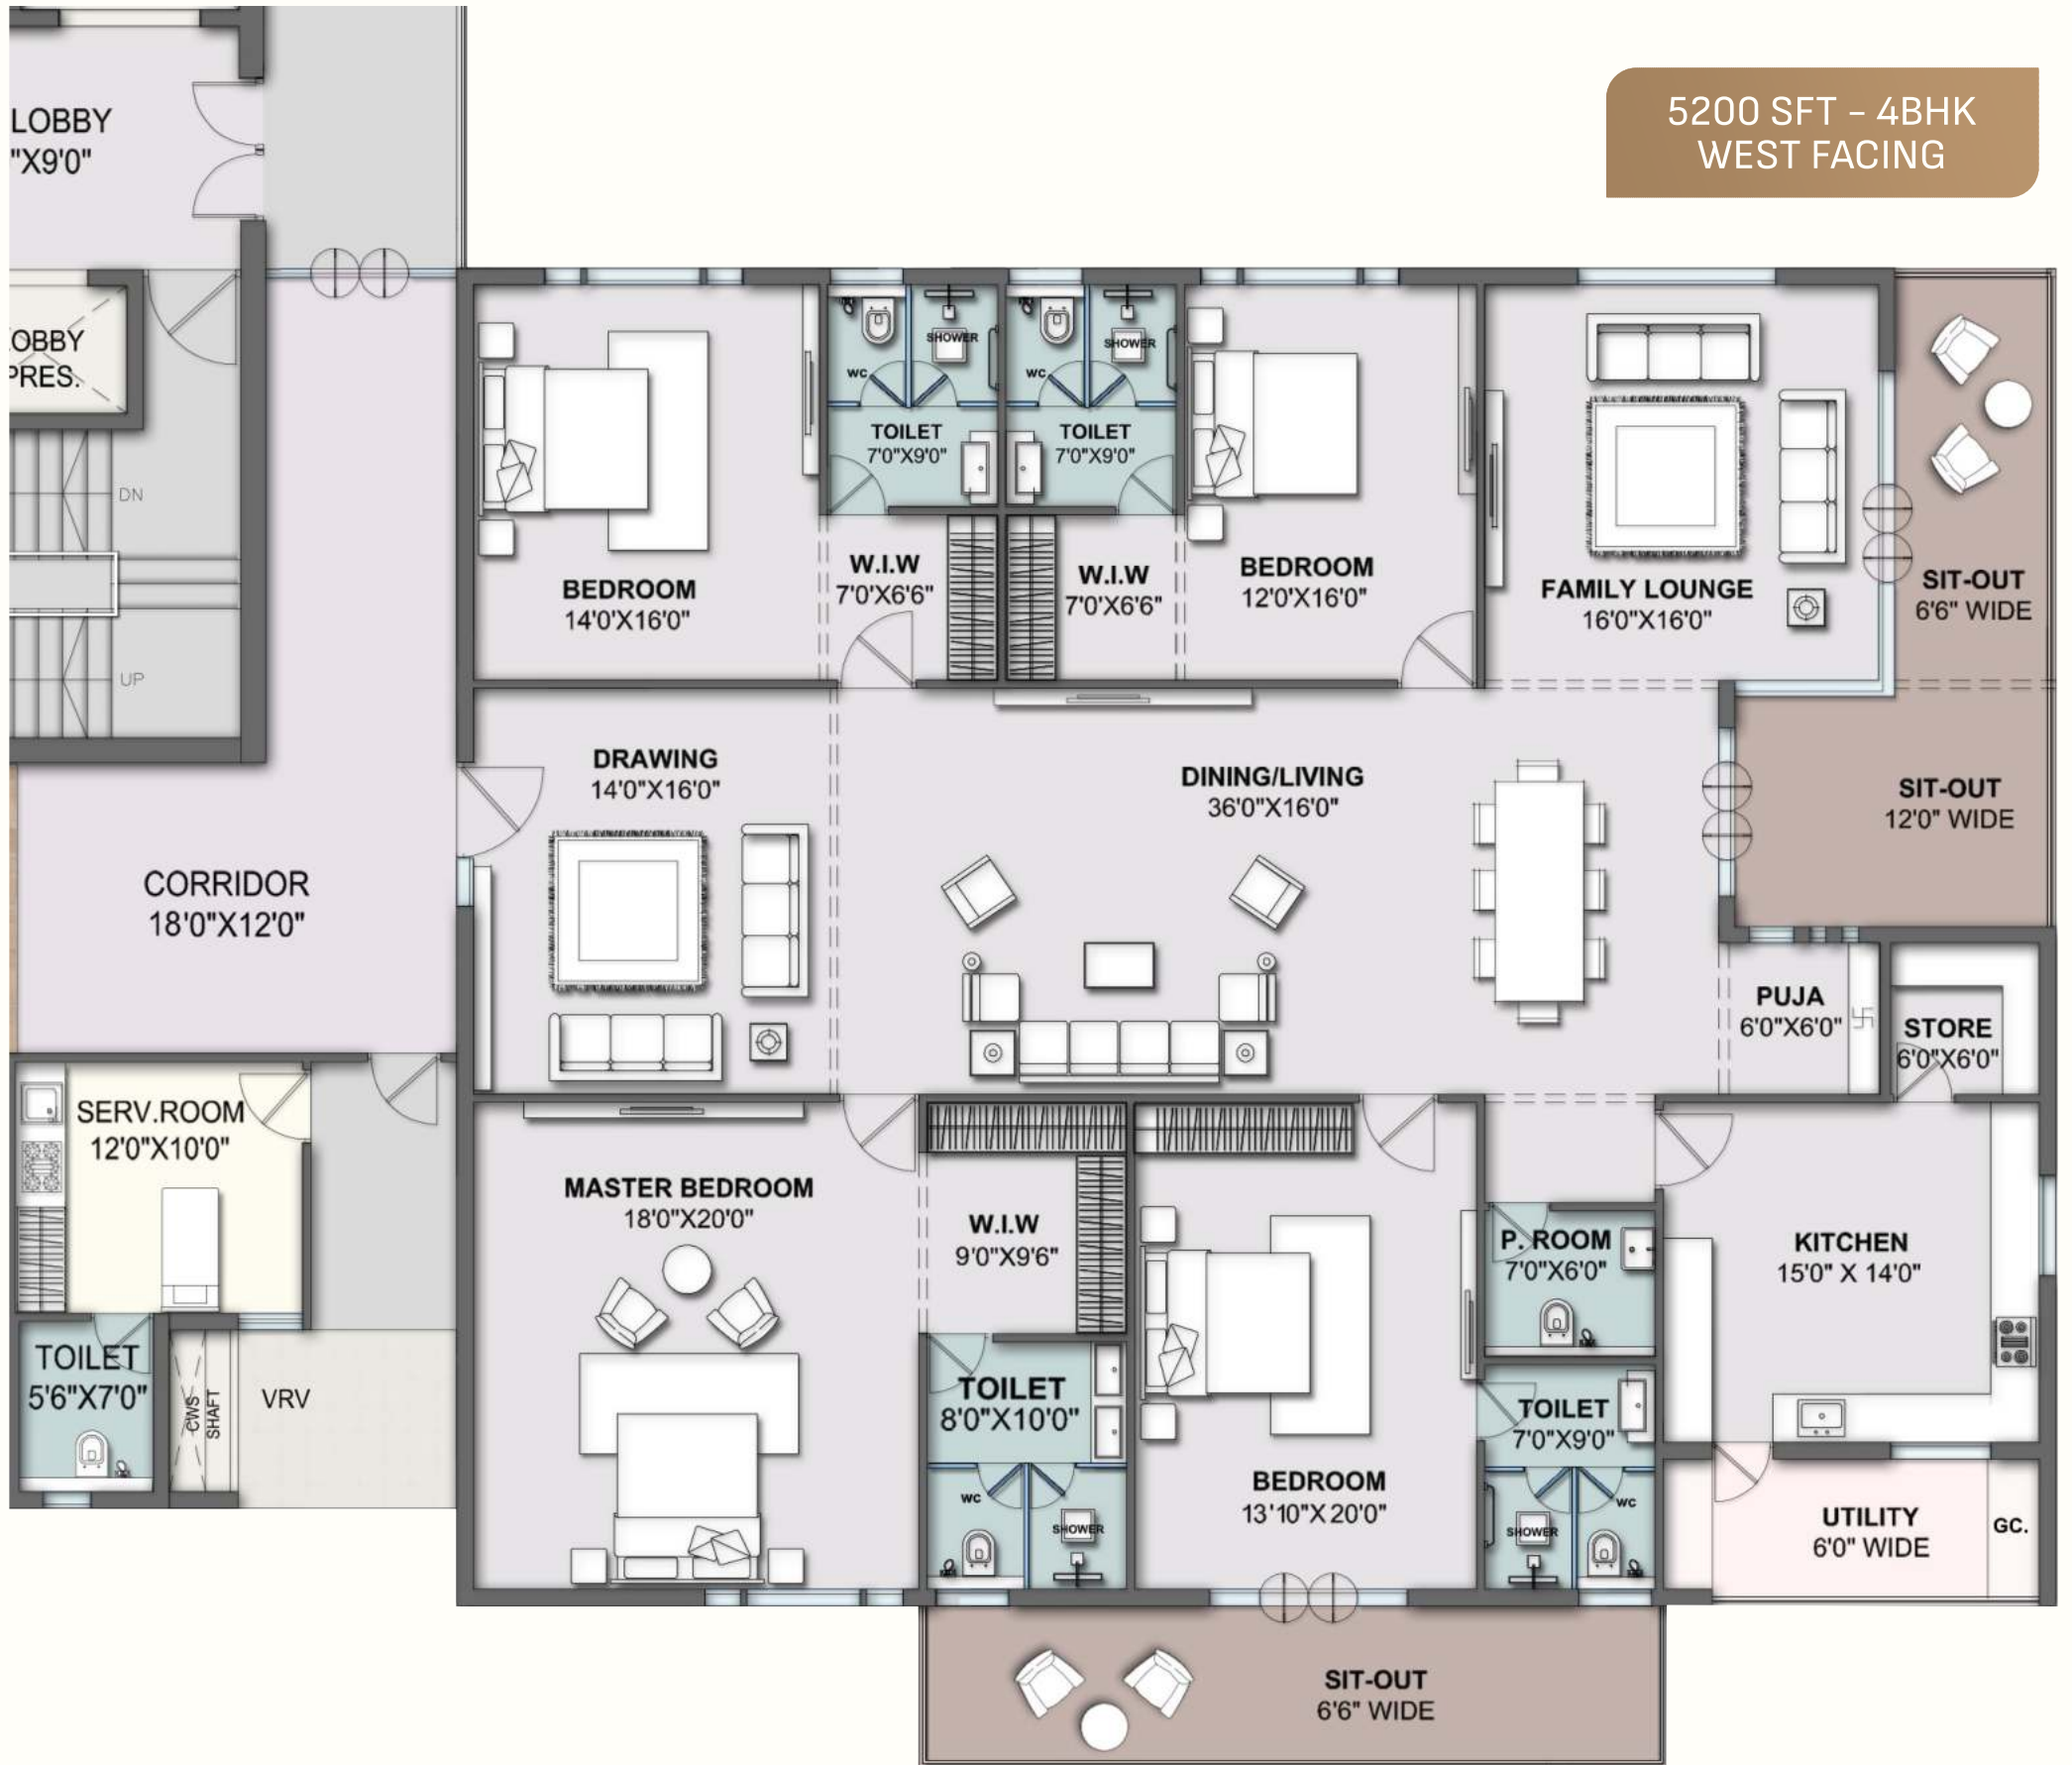 5200 SFT - 4BHK
WEST FACING
LOBBY
"X9'0"
OBBY
PRES.
DN
UP
CORRIDOR
18'0"X12'0"
BEDROOM
14'0"X16'0"
WC
SHOWER
TOILET
7'0"X9'0"
W.I.W
7'0'X6'6"
WC
SHOWER
TOILET
7'0"X9'0"
W.I.W
7'0'X6'6"
BEDROOM
12'0'X16'0"
FAMILY LOUNGE
16'0"X16'0"
SIT-OUT
6'6" WIDE
DRAWING
14'0"X16'0"
DINING/LIVING
36'0"X16'0"
SIT-OUT
12'0" WIDE
PUJA
6'0"X6'0"
卐
STORE
6'0"X6'0"
SERV.ROOM
12'0"X10'0"
TOILET
5'6"X7'0"
CWS
SHAFT
VRV
MASTER BEDROOM
18'0"X20'0"
W.I.W
9'0"X9'6"
TOILET
8'0"X10'0"
WC
SHOWER
BEDROOM
13'10"X 20'0"
P. ROOM
7'0"X6'0"
TOILET
7'0"X9'0"
SHOWER
WC
KITCHEN
15'0" X 14'0"
UTILITY
6'0" WIDE
GC.
SIT-OUT
6'6" WIDE